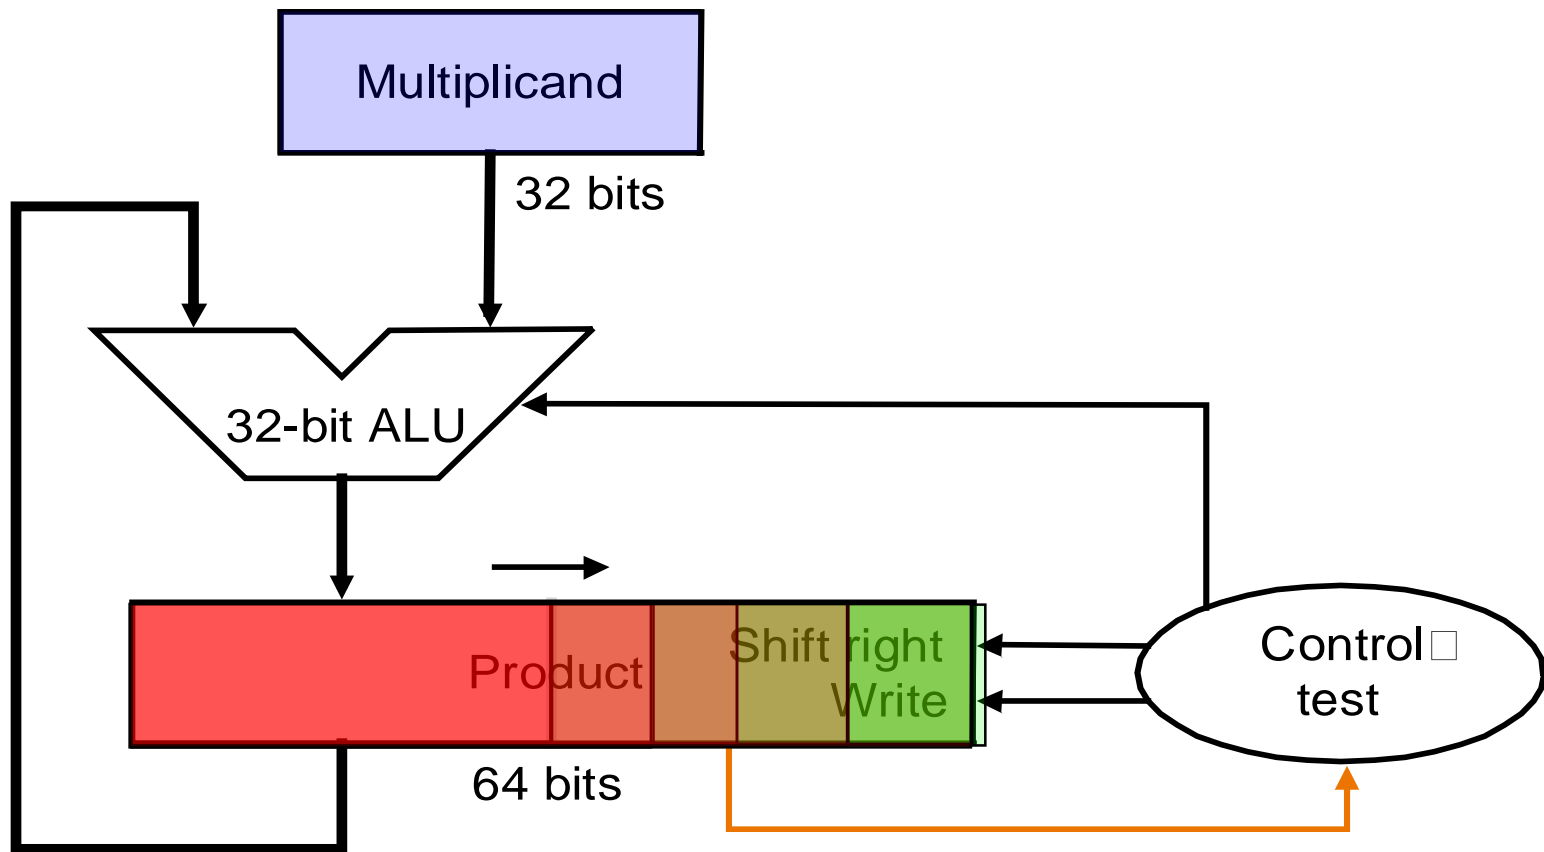 Multiplicand
32 bits
32-bit ALU
Product
Shift right
Write
Control□
test
64 bits